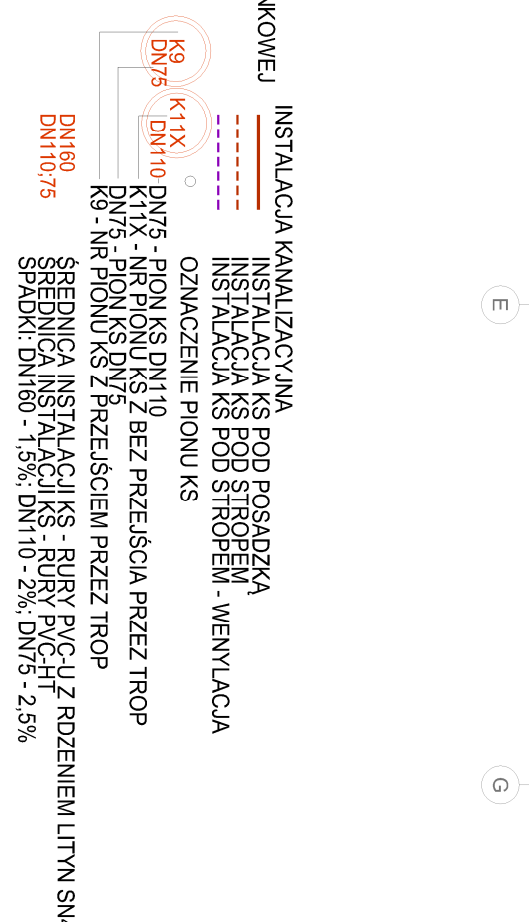 NKOWEJ
INSTALACJA KANALIZACYJNA
INSTALACJA KS POD POSADZKĄ
INSTALACJA KS POD STROPEM
INSTALACJA KS POD STROPEM - WENYLACJA
OZNACZENIE PIONU KS
K9
DN75
K11X
DN110
DN75 - PION KS DN110
K11X - NR PIONU KS Z BEZ PRZEJŚCIA PRZEZ TROP
DN75 - PION KS DN75
K9 - NR PIONU KS Z PRZEJŚCIEM PRZEZ TROP
DN160 ŚREDNICA INSTALACJI KS - RURY PVC-U Z RDZENIEM LITYN SN4
DN110;75 ŚREDNICA INSTALACJI KS - RURY PVC-HT
SPADKI: DN160 - 1,5%; DN110 - 2%; DN75 - 2,5%
E
G